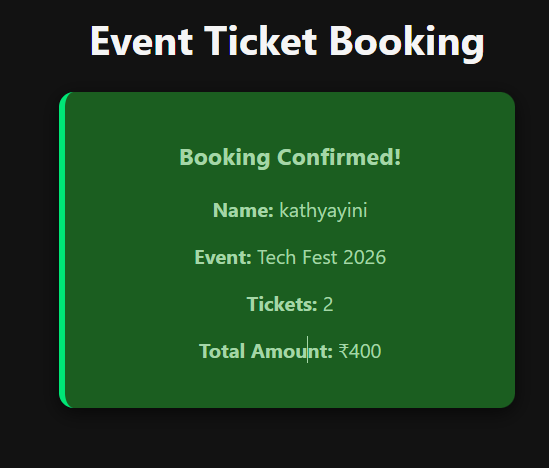 Event Ticket Booking
Booking Confirmed!
Name: kathyayini
Event: Tech Fest 2026
Tickets: 2
Total Amount: ₹400